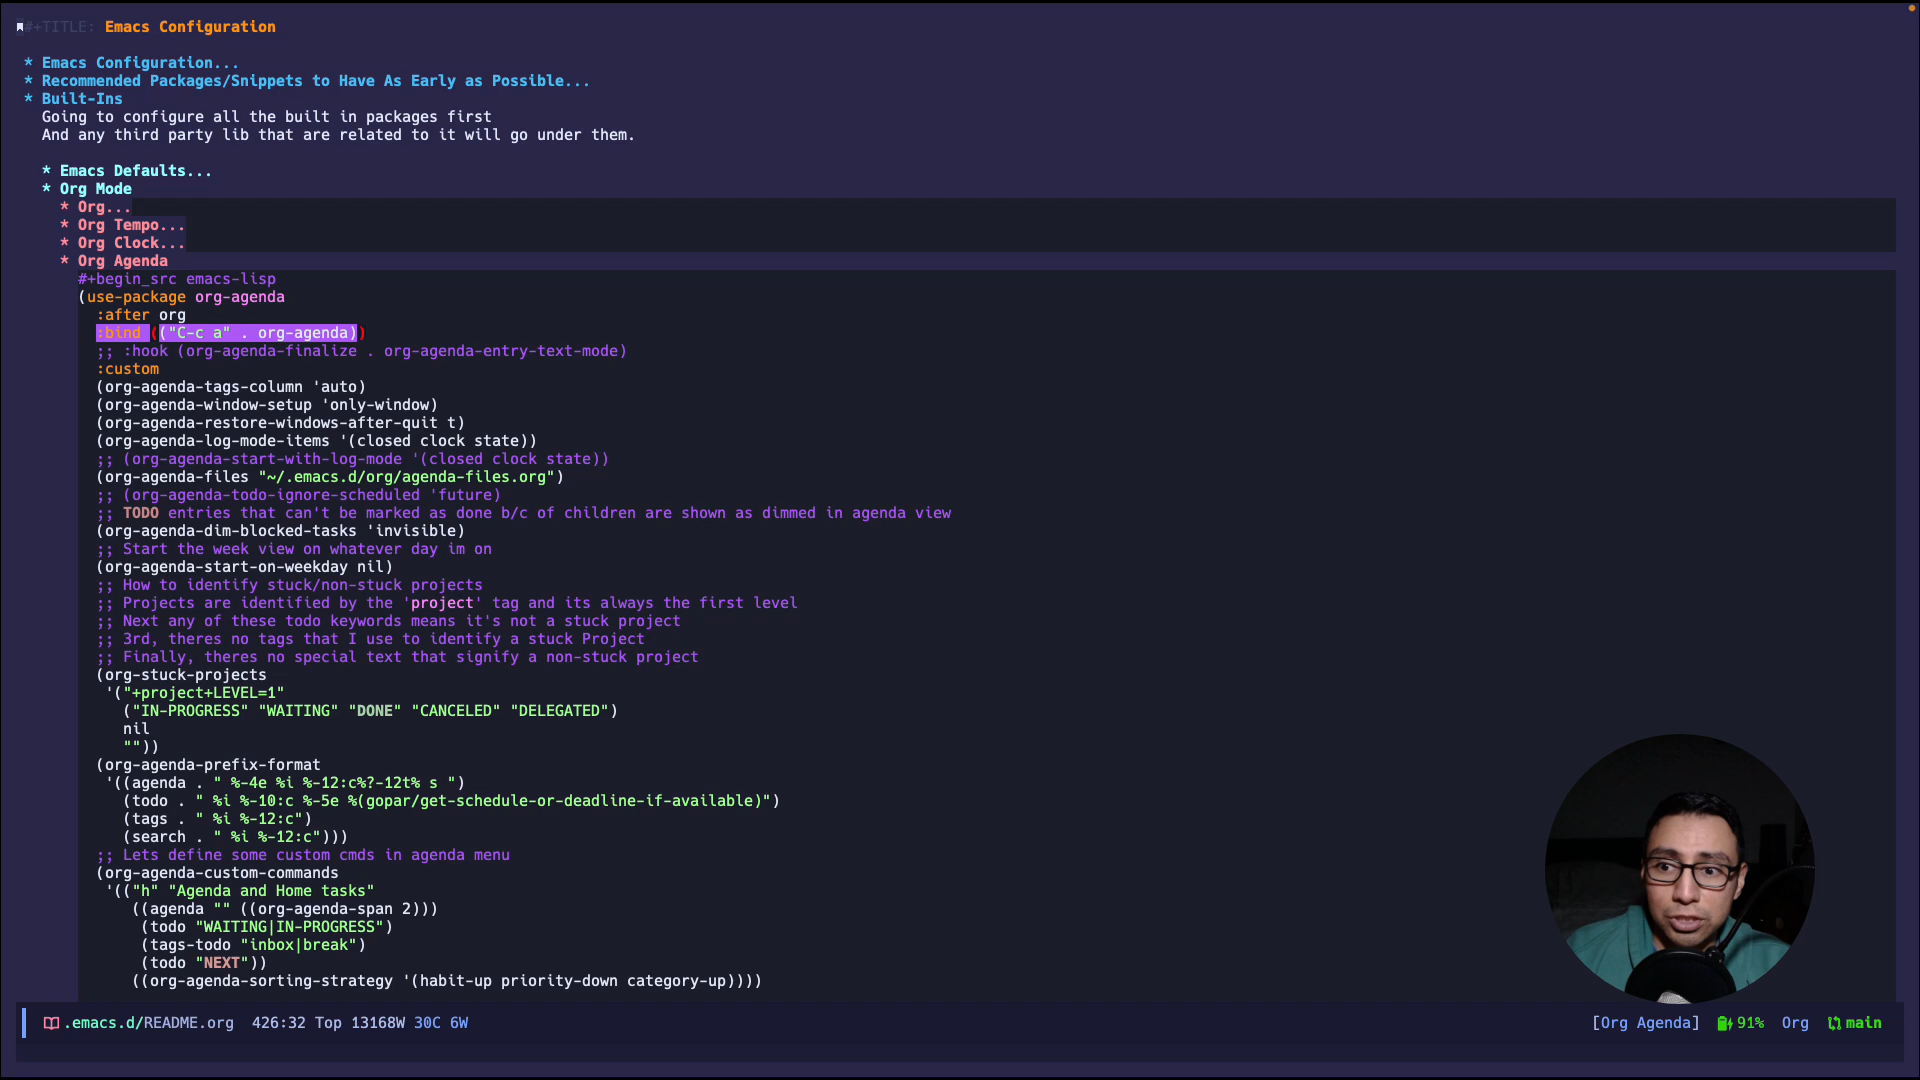 #+TITLE: Emacs Configuration
* Emacs Configuration...
* Recommended Packages/Snippets to Have As Early as Possible...
* Built-Ins
Going to configure all the built in packages first
And any third party lib that are related to it will go under them.
* Emacs Defaults...
* Org Mode
* Org...
* Org Tempo...
* Org Clock...
* Org Agenda
#+begin_src emacs-lisp
(use-package org-agenda
:after org
:bind (("C-c a" . org-agenda))
;; :hook (org-agenda-finalize . org-agenda-entry-text-mode)
:custom
(org-agenda-tags-column 'auto)
(org-agenda-window-setup 'only-window)
(org-agenda-restore-windows-after-quit t)
(org-agenda-log-mode-items '(closed clock state))
;; (org-agenda-start-with-log-mode '(closed clock state))
(org-agenda-files "~/.emacs.d/org/agenda-files.org")
;; (org-agenda-todo-ignore-scheduled 'future)
;; TODO entries that can't be marked as done b/c of children are shown as dimmed in agenda view
(org-agenda-dim-blocked-tasks 'invisible)
;; Start the week view on whatever day im on
(org-agenda-start-on-weekday nil)
;; How to identify stuck/non-stuck projects
;; Projects are identified by the 'project' tag and its always the first level
;; Next any of these todo keywords means it's not a stuck project
;; 3rd, theres no tags that I use to identify a stuck Project
;; Finally, theres no special text that signify a non-stuck project
(org-stuck-projects
'("+project+LEVEL=1"
("IN-PROGRESS" "WAITING" "DONE" "CANCELED" "DELEGATED")
nil
""))
(org-agenda-prefix-format
'((agenda . " %-4e %i %-12:c%?-12t% s ")
(todo . " %i %-10:c %-5e %(gopar/get-schedule-or-deadline-if-available)")
(tags . " %i %-12:c")
(search . " %i %-12:c")))
;; Lets define some custom cmds in agenda menu
(org-agenda-custom-commands
'(("h" "Agenda and Home tasks"
((agenda "" ((org-agenda-span 2)))
(todo "WAITING|IN-PROGRESS")
(tags-todo "inbox|break")
(todo "NEXT"))
((org-agenda-sorting-strategy '(habit-up priority-down category-up))))
.emacs.d/README.org 426:32 Top 13168W 30C 6W [Org Agenda] 91% Org main